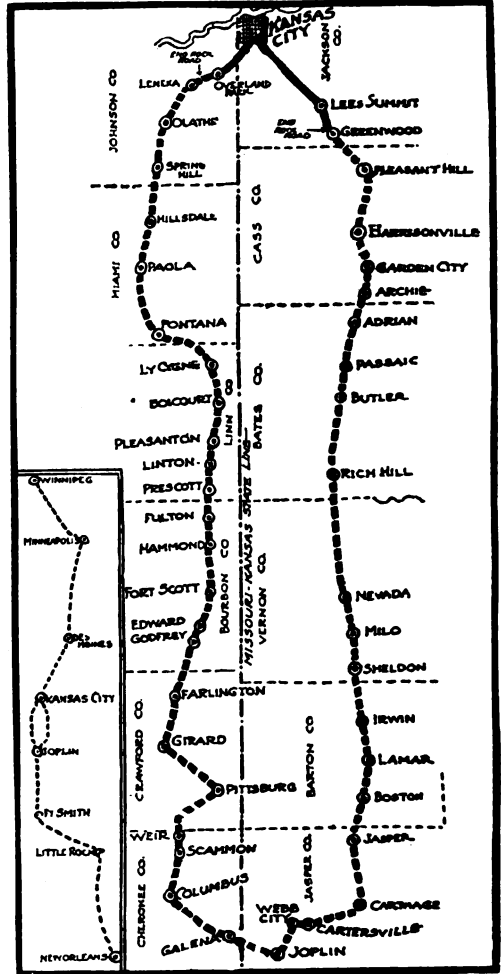 KANSAS
CITY
JACKSON
CO.
END ROCK
ROAD
LENEXA
OVERLAND
PARK
JOHNSON CO
OLATHE
SPRING
HILL
LEES SUMMIT
END
ROCK
ROAD
GREENWOOD
PLEASANT HILL
CASS CO.
HARRISONVILLE
GARDEN CITY
ARCHIE
MIAMI CO
HILLSDALE
PAOLA
FONTANA
ADRIAN
PASSAIC
BUTLER
RICH HILL
BATES CO.
LY CYGNE
BOICOURT
LINN CO
PLEASANTON
LINTON
PRESCOTT
FULTON
HAMMOND
FORT SCOTT
BOURBON CO
EDWARD
GODFREY
MISSOURI-KANSAS STATE LINE
VERNON CO.
NEVADA
MILO
SHELDON
FARLINGTON
GIRARD
CRAWFORD CO.
PITTSBURG
BARTON CO
IRWIN
LAMAR
BOSTON
WEIR
SCAMMON
COLUMBUS
CHEROKEE CO.
GALENA
JASPER CO.
JASPER
CARTHAGE
WEBB
CITY
CARTERSVILLE
JOPLIN
WINNIPEG
MINNEAPOLIS
DES
MOINES
KANSAS CITY
JOPLIN
FT SMITH
LITTLE ROCK
NEW ORLEANS